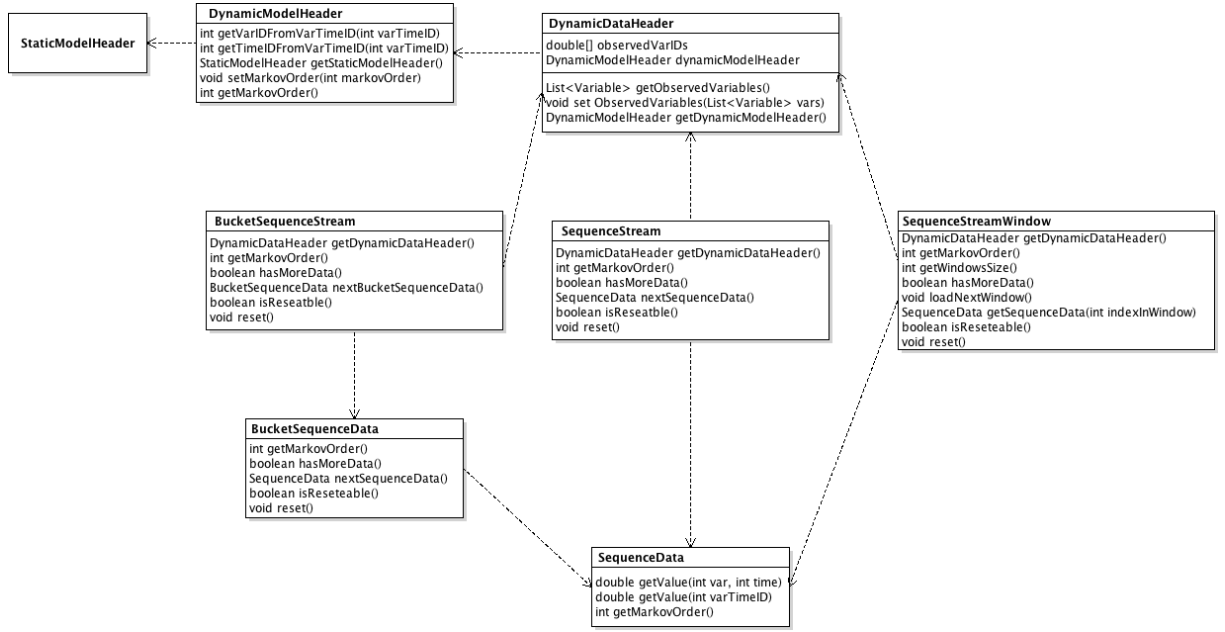 StaticModelHeader
DynamicModelHeader
int getVarIDFromVarTimeID(int varTimeID)
int getTimeIDFromVarTimeID(int varTimeID)
StaticModelHeader getStaticModelHeader()
void setMarkovOrder(int markovOrder)
int getMarkovOrder()
DynamicDataHeader
double[] observedVarIDs
DynamicModelHeader dynamicModelHeader
List<Variable> getObservedVariables()
void set ObservedVariables(List<Variable> vars)
DynamicModelHeader getDynamicModelHeader()
BucketSequenceStream
DynamicDataHeader getDynamicDataHeader()
int getMarkovOrder()
boolean hasMoreData()
BucketSequenceData nextBucketSequenceData()
boolean isReseatble()
void reset()
SequenceStream
DynamicDataHeader getDynamicDataHeader()
int getMarkovOrder()
boolean hasMoreData()
SequenceData nextSequenceData()
boolean isReseatble()
void reset()
SequenceStreamWindow
DynamicDataHeader getDynamicDataHeader()
int getMarkovOrder()
int getWindowsSize()
boolean hasMoreData()
void loadNextWindow()
SequenceData getSequenceData(int indexInWindow)
boolean isReseteable()
void reset()
BucketSequenceData
int getMarkovOrder()
boolean hasMoreData()
SequenceData nextSequenceData()
boolean isReseteable()
void reset()
SequenceData
double getValue(int var, int time)
double getValue(int varTimeID)
int getMarkovOrder()